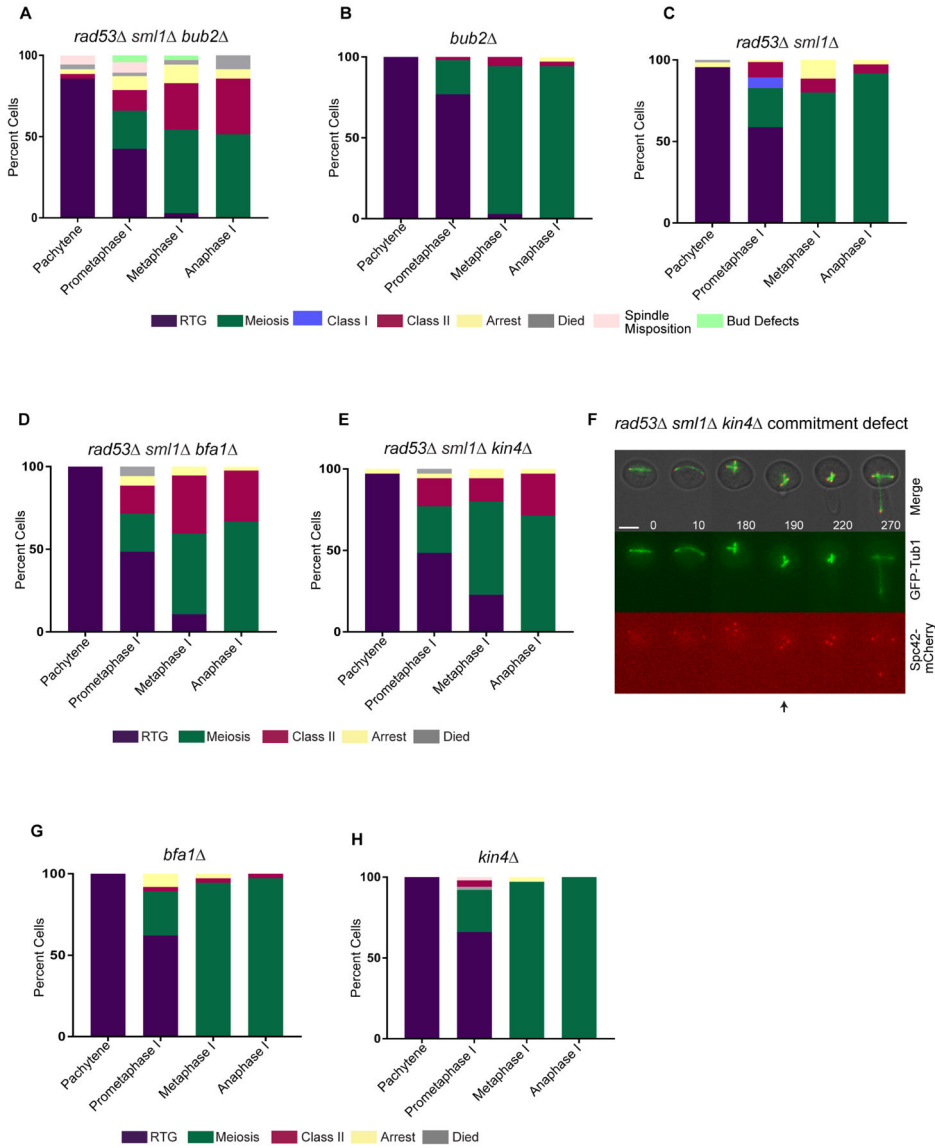 A
rad53Δ sml1Δ bub2Δ
Percent Cells
100
50
0
Pachytene
Prometaphase I
Metaphase I
Anaphase I
B
bub2Δ
Percent Cells
100
50
0
Pachytene
Prometaphase I
Metaphase I
Anaphase I
C
rad53Δ sml1Δ
Percent Cells
100
50
0
Pachytene
Prometaphase I
Metaphase I
Anaphase I
RTG Meiosis Class I Class II Arrest Died Spindle Misposition Bud Defects
D
rad53Δ sml1Δ bfa1Δ
Percent Cells
100
50
0
Pachytene
Prometaphase I
Metaphase I
Anaphase I
E
rad53Δ sml1Δ kin4Δ
Percent Cells
100
50
0
Pachytene
Prometaphase I
Metaphase I
Anaphase I
RTG Meiosis Class II Arrest Died
F
rad53Δ sml1Δ kin4Δ commitment defect
0 10 180 190 220 270
Merge
GFP-Tub1
Spc42-
mCherry
G
bfa1Δ
Percent Cells
100
50
0
Pachytene
Prometaphase I
Metaphase I
Anaphase I
H
kin4Δ
Percent Cells
100
50
0
Pachytene
Prometaphase I
Metaphase I
Anaphase I
RTG Meiosis Class II Arrest Died